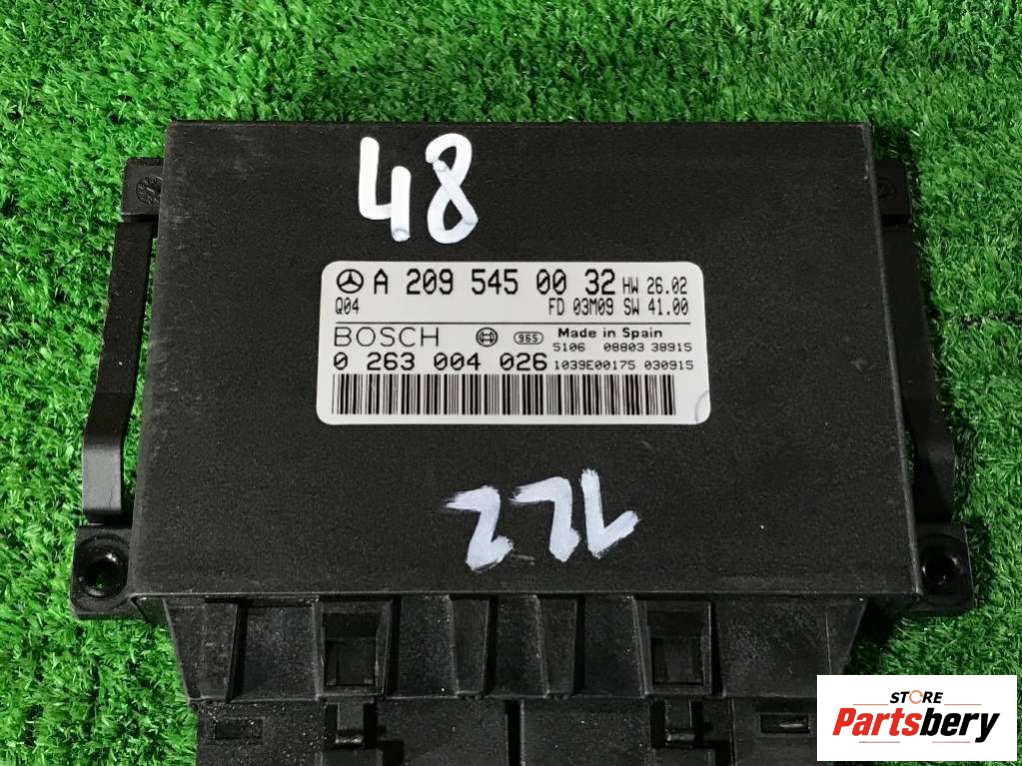 48
A 209 545 00 32 HW 26.02
Q04 FD 03M09 SW 41.00
BOSCH 965 Made in Spain
5106 08803 38915
0 263 004 026 1039E00175 030915
122
STORE
Partsbery